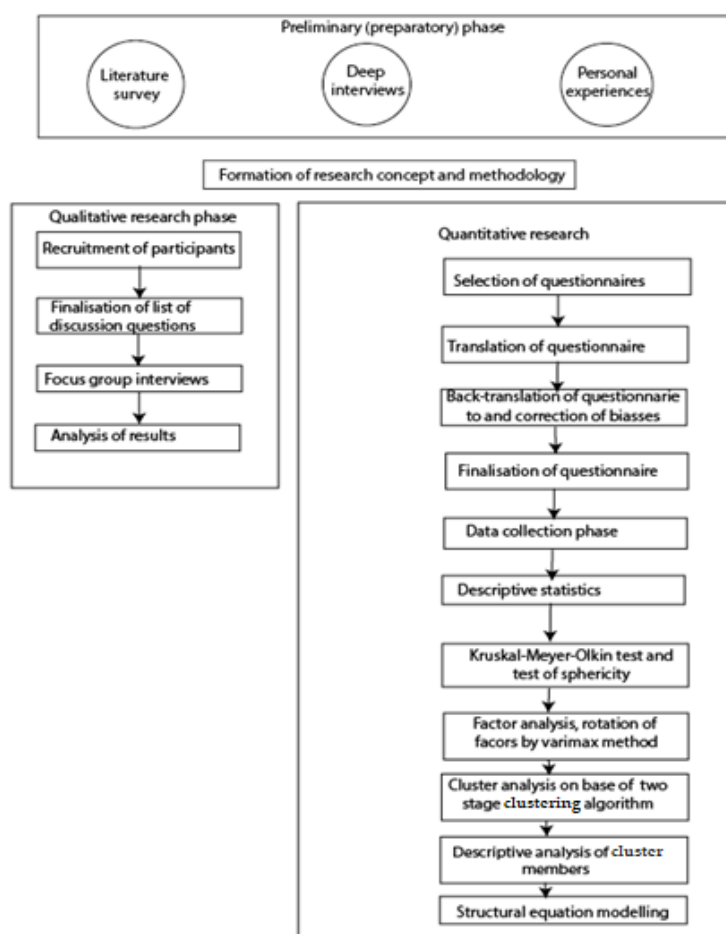 Preliminary (preparatory) phase
Literature
survey
Deep
interviews
Personal
experiences
Formation of research concept and methodology
Qualitative research phase
Recruitment of participants
Finalisation of list of
discussion questions
Focus group interviews
Analysis of results
Quantitative research
Selection of questionnaires
Translation of questionnaire
Back-translation of questionnarie
to and correction of biasses
Finalisation of questionnaire
Data collection phase
Descriptive statistics
Kruskal-Meyer-Olkin test and
test of sphericity
Factor analysis, rotation of
facors by varimax method
Cluster analysis on base of two
stage clustering algorithm
Descriptive analysis of cluster
members
Structural equation modelling